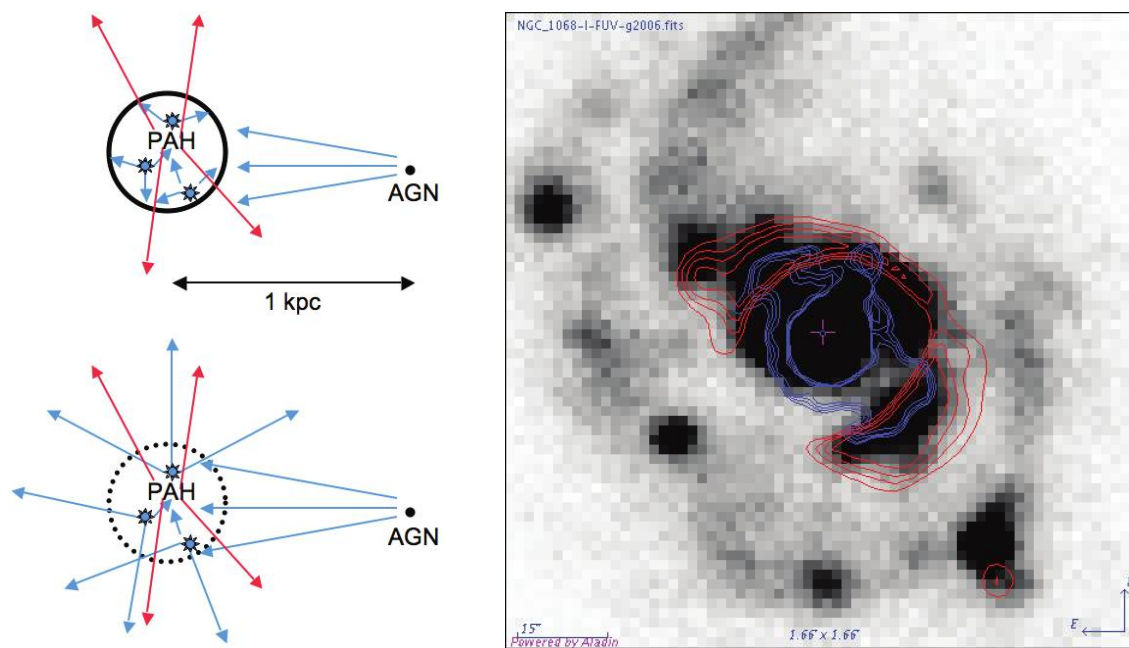 PAH
AGN
1 kpc
PAH
AGN
NGC_1068-I-FUV-g2006.fits
15"
1.66' x 1.66'
E
Powered by Aladin